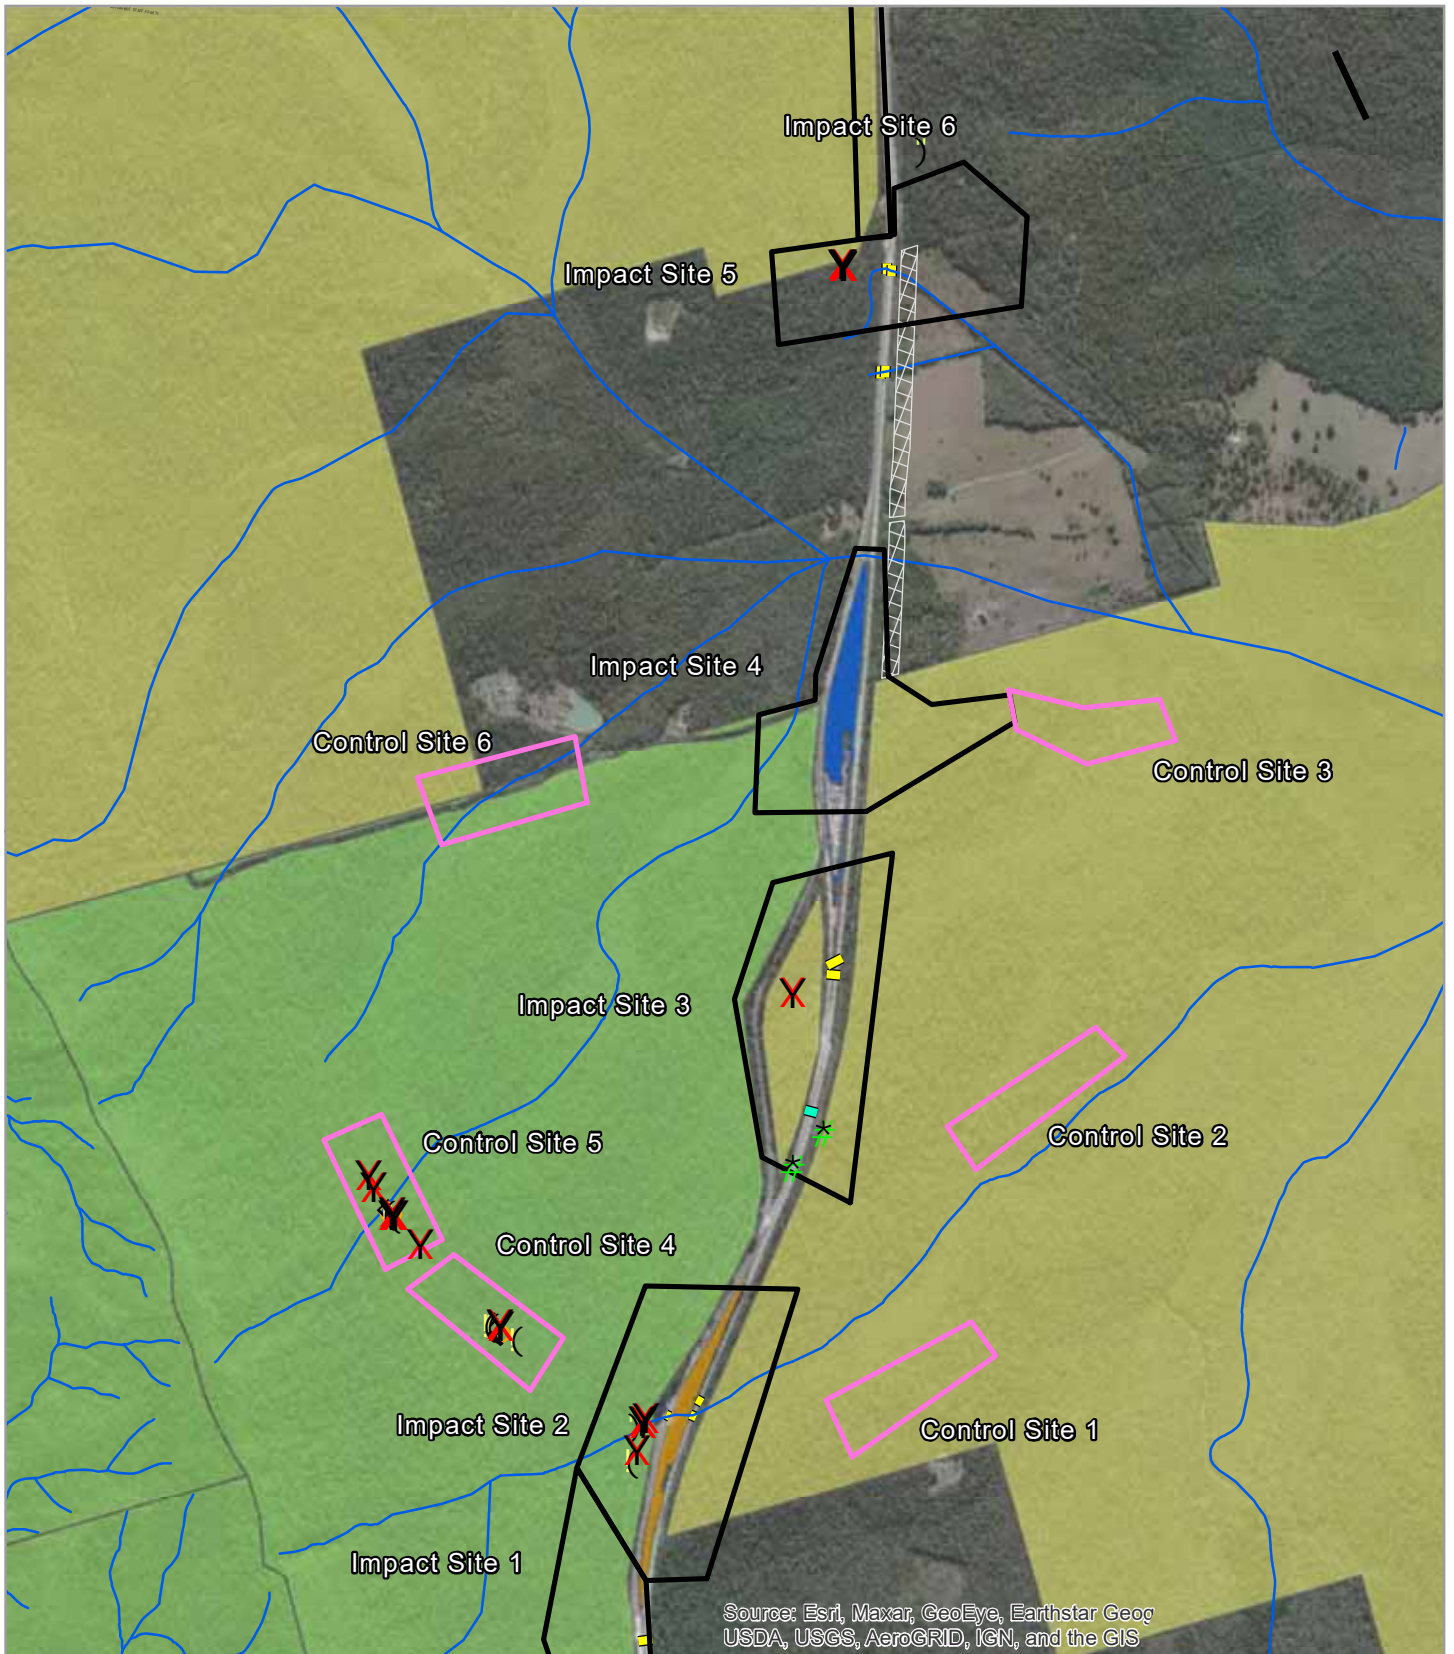 Impact Site 6
Impact Site 5
Impact Site 4
Control Site 6
Control Site 3
Impact Site 3
Control Site 2
Control Site 5
Control Site 4
Impact Site 2
Control Site 1
Impact Site 1
Source: Esri, Maxar, GeoEye, Earthstar Geog
USDA, USGS, AeroGRID, IGN, and the GIS